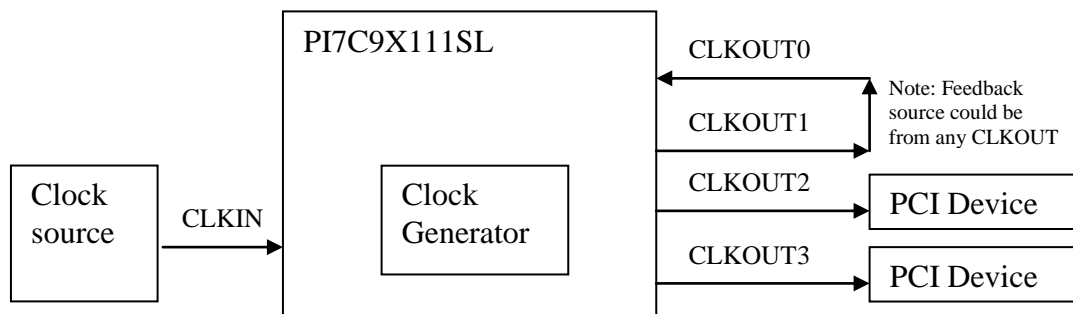 PI7C9X111SL
CLKOUT0
Note: Feedback
source could be
from any CLKOUT
CLKOUT1
Clock
source
CLKIN
Clock
Generator
CLKOUT2
PCI Device
CLKOUT3
PCI Device